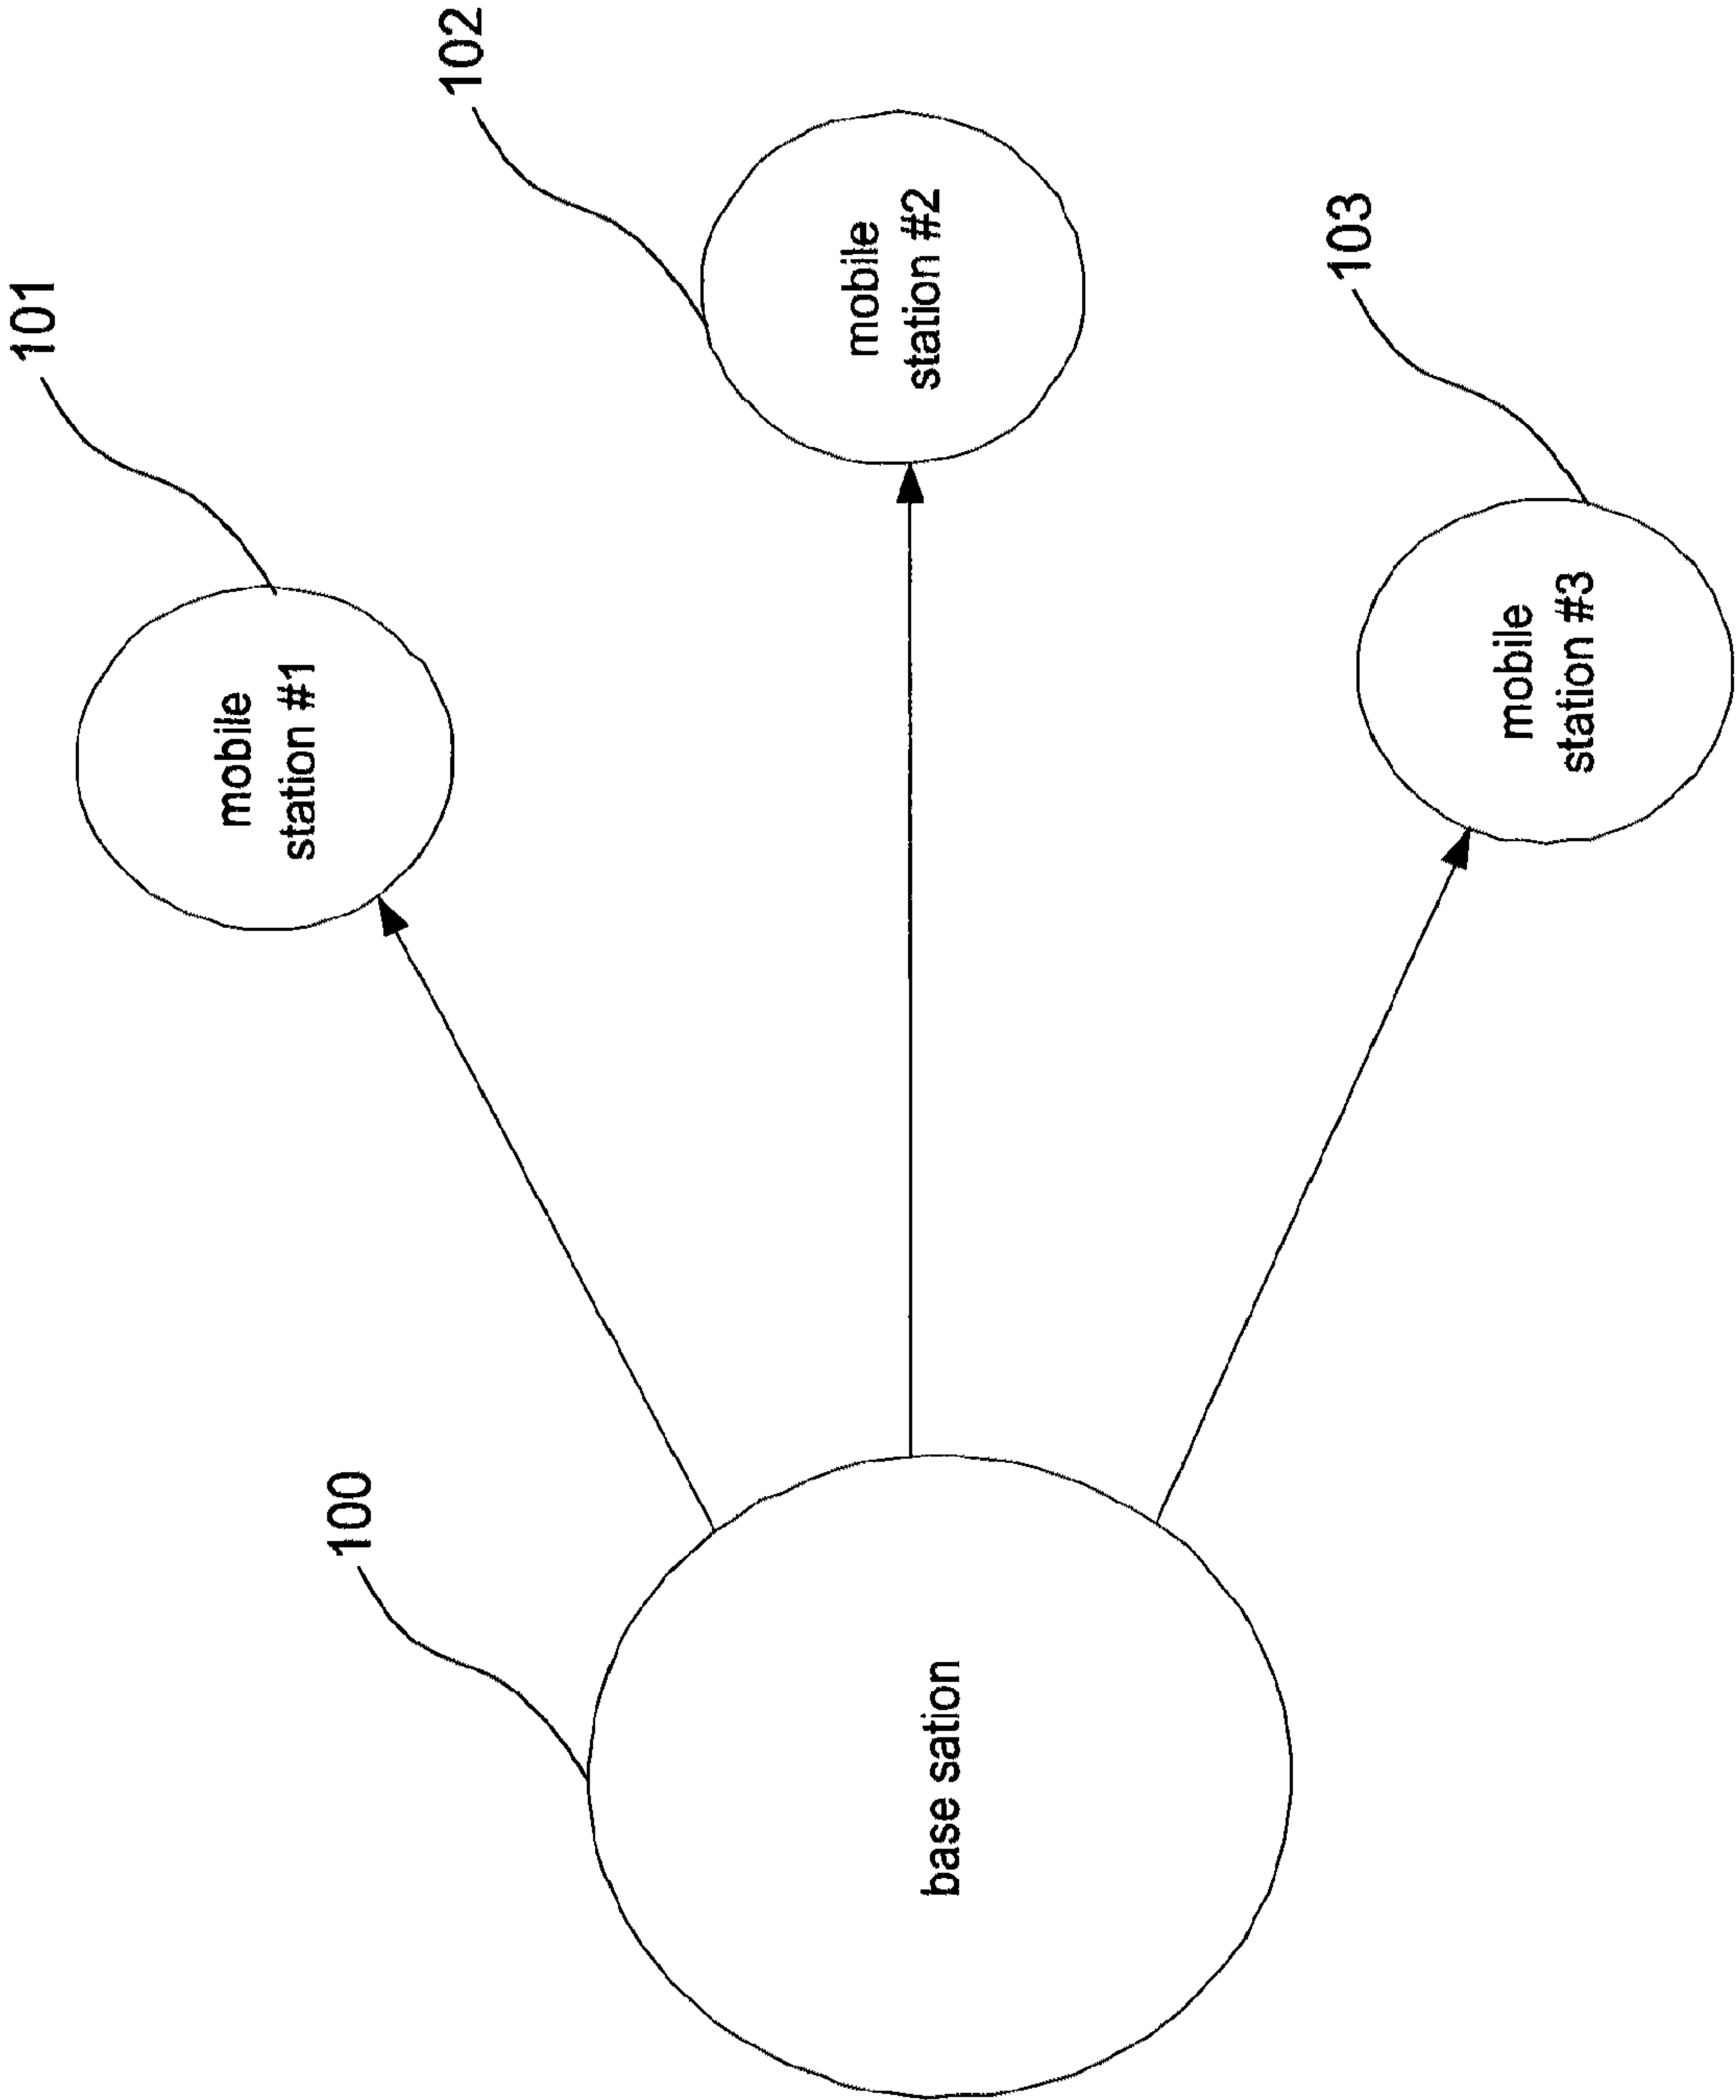 100
base sation
101
mobile
station #1
102
mobile
station #2
103
mobile
station #3